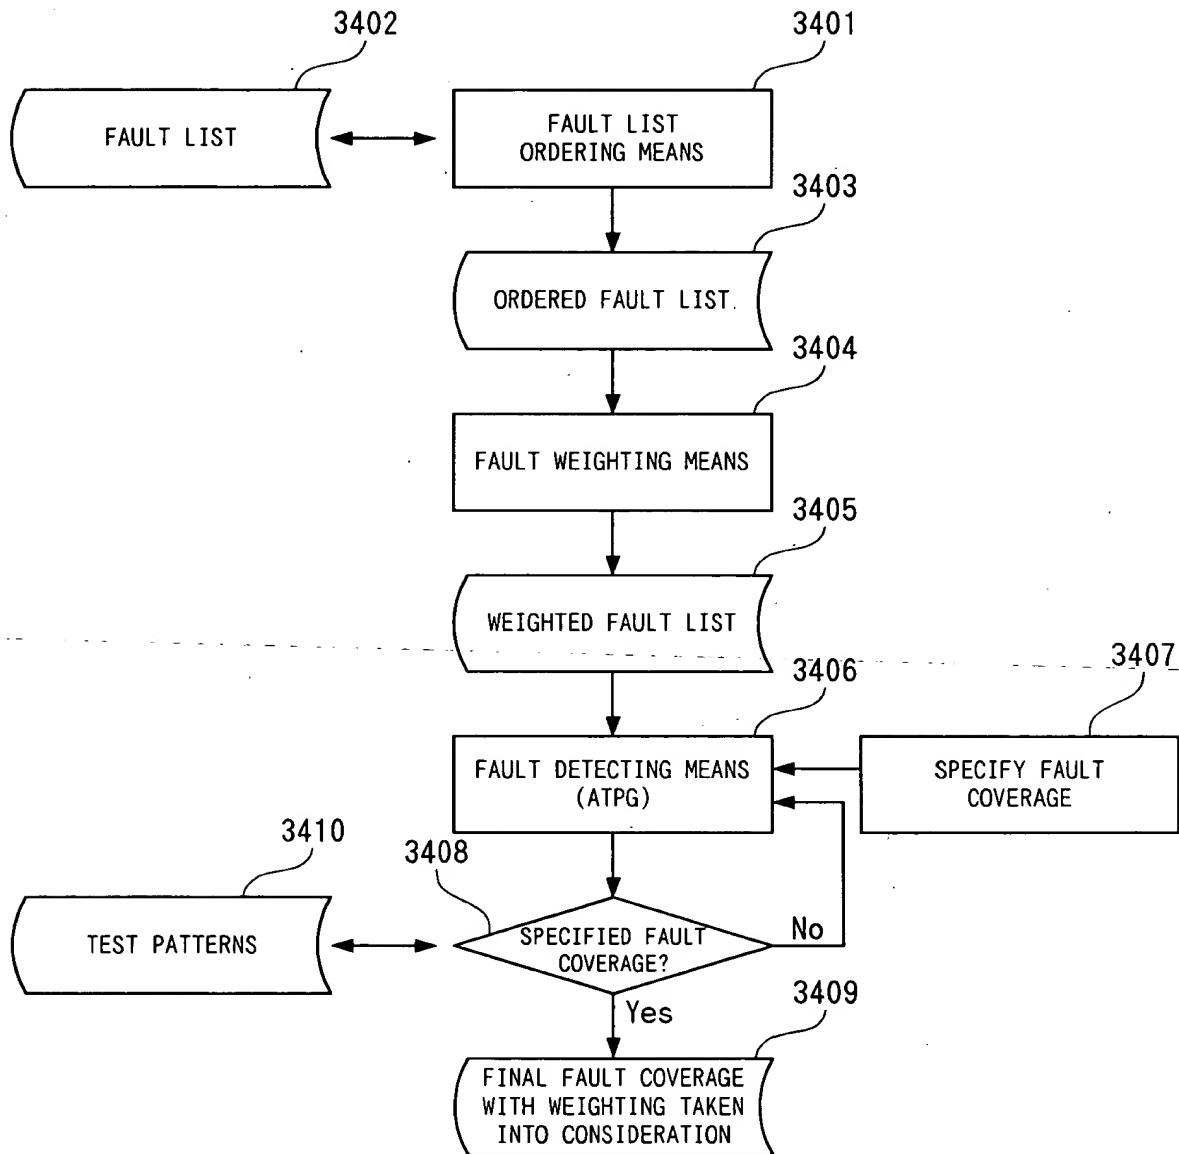 3402
3401
FAULT LIST
FAULT LIST
ORDERING MEANS
3403
ORDERED FAULT LIST
3404
FAULT WEIGHTING MEANS
3405
WEIGHTED FAULT LIST
3406
3407
FAULT DETECTING MEANS
(ATPG)
SPECIFY FAULT
COVERAGE
3410
3408
TEST PATTERNS
SPECIFIED FAULT
COVERAGE?
No
Yes
3409
FINAL FAULT COVERAGE
WITH WEIGHTING TAKEN
INTO CONSIDERATION